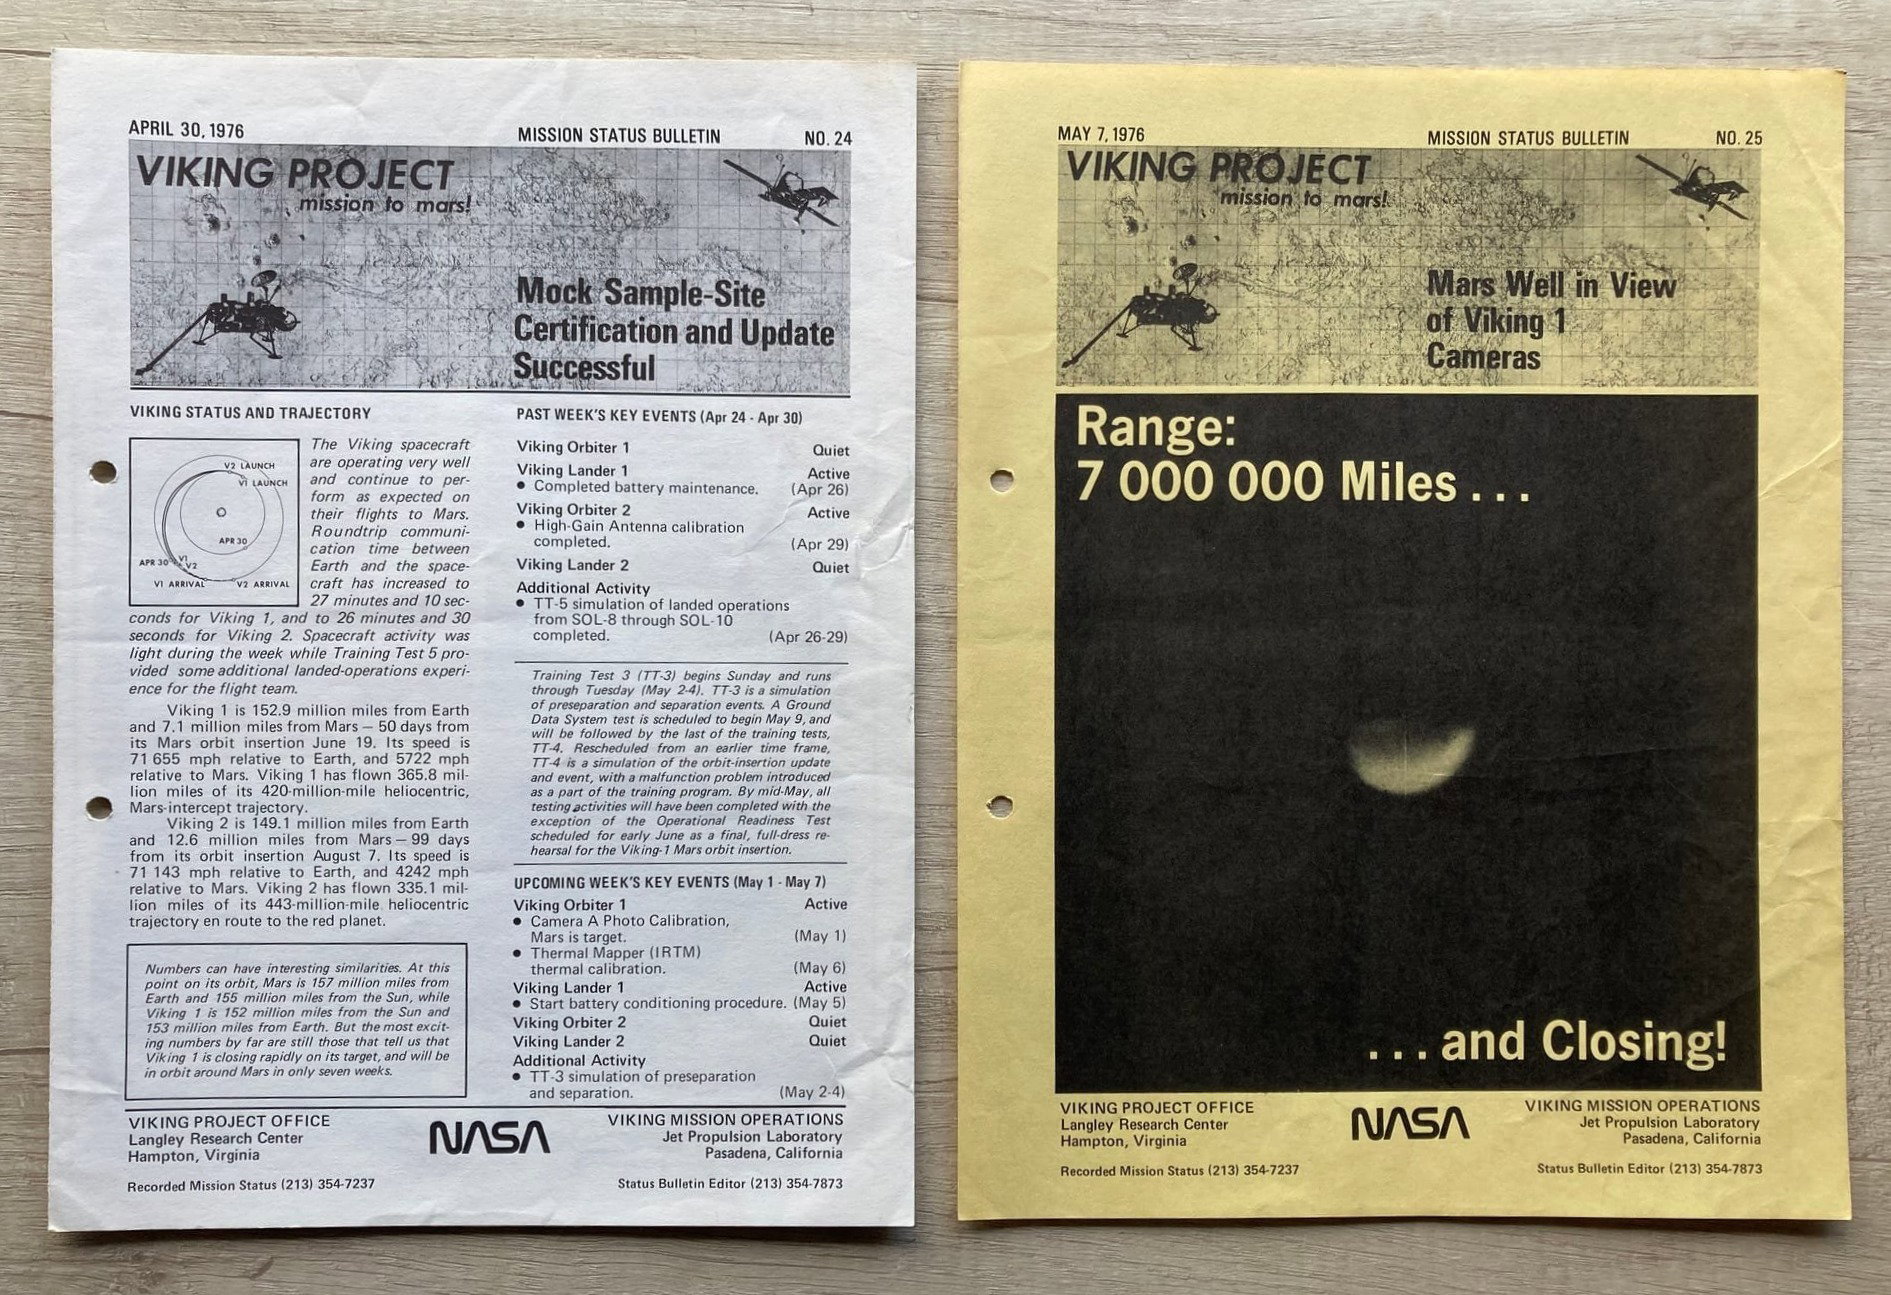 APRIL 30, 1976
MISSION STATUS BULLETIN
NO. 24
VIKING PROJECT
mission to mars!
Mock Sample-Site
Certification and Update
Successful
VIKING STATUS AND TRAJECTORY
V2 LAUNCH
V1 LAUNCH
APR 30
APR 30
V1
V2
V1 ARRIVAL
V2 ARRIVAL
The Viking spacecraft
are operating very well
and continue to per-
form as expected on
their flights to Mars.
Roundtrip communi-
cation time between
Earth and the space-
craft has increased to
27 minutes and 10 sec-
conds for Viking 1, and to 26 minutes and 30
seconds for Viking 2. Spacecraft activity was
light during the week while Training Test 5 pro-
vided some additional landed-operations experi-
ence for the flight team.
Viking 1 is 152.9 million miles from Earth
and 7.1 million miles from Mars – 50 days from
its Mars orbit insertion June 19. Its speed is
71 655 mph relative to Earth, and 5722 mph
relative to Mars. Viking 1 has flown 365.8 mil-
lion miles of its 420-million-mile heliocentric,
Mars-intercept trajectory.
Viking 2 is 149.1 million miles from Earth
and 12.6 million miles from Mars – 99 days
from its orbit insertion August 7. Its speed is
71 143 mph relative to Earth, and 4242 mph
relative to Mars. Viking 2 has flown 335.1 mil-
lion miles of its 443-million-mile heliocentric
trajectory en route to the red planet.
Numbers can have interesting similarities. At this
point on its orbit, Mars is 157 million miles from
Earth and 155 million miles from the Sun, while
Viking 1 is 152 million miles from the Sun and
153 million miles from Earth. But the most excit-
ing numbers by far are still those that tell us that
Viking 1 is closing rapidly on its target, and will be
in orbit around Mars in only seven weeks.
PAST WEEK'S KEY EVENTS (Apr 24 - Apr 30)
Viking Orbiter 1 Quiet
Viking Lander 1 Active
• Completed battery maintenance. (Apr 26)
Viking Orbiter 2 Active
• High-Gain Antenna calibration
completed. (Apr 29)
Viking Lander 2 Quiet
Additional Activity
• TT-5 simulation of landed operations
from SOL-8 through SOL-10
completed. (Apr 26-29)
Training Test 3 (TT-3) begins Sunday and runs
through Tuesday (May 2-4). TT-3 is a simulation
of preseparation and separation events. A Ground
Data System test is scheduled to begin May 9, and
will be followed by the last of the training tests,
TT-4. Rescheduled from an earlier time frame,
TT-4 is a simulation of the orbit-insertion update
and event, with a malfunction problem introduced
as a part of the training program. By mid-May, all
testing activities will have been completed with the
exception of the Operational Readiness Test
scheduled for early June as a final, full-dress re-
hearsal for the Viking-1 Mars orbit insertion.
UPCOMING WEEK'S KEY EVENTS (May 1 - May 7)
Viking Orbiter 1 Active
• Camera A Photo Calibration,
Mars is target. (May 1)
• Thermal Mapper (IRTM)
thermal calibration. (May 6)
Viking Lander 1 Active
• Start battery conditioning procedure. (May 5)
Viking Orbiter 2 Quiet
Viking Lander 2 Quiet
Additional Activity
• TT-3 simulation of preseparation
and separation. (May 2-4)
VIKING PROJECT OFFICE
Langley Research Center
Hampton, Virginia
Recorded Mission Status (213) 354-7237
NASA
VIKING MISSION OPERATIONS
Jet Propulsion Laboratory
Pasadena, California
Status Bulletin Editor (213) 354-7873
MAY 7, 1976
MISSION STATUS BULLETIN
NO. 25
VIKING PROJECT
mission to mars!
Mars Well in View
of Viking 1
Cameras
Range:
7 000 000 Miles . . .
. . . and Closing!
VIKING PROJECT OFFICE
Langley Research Center
Hampton, Virginia
Recorded Mission Status (213) 354-7237
NASA
VIKING MISSION OPERATIONS
Jet Propulsion Laboratory
Pasadena, California
Status Bulletin Editor (213) 354-7873